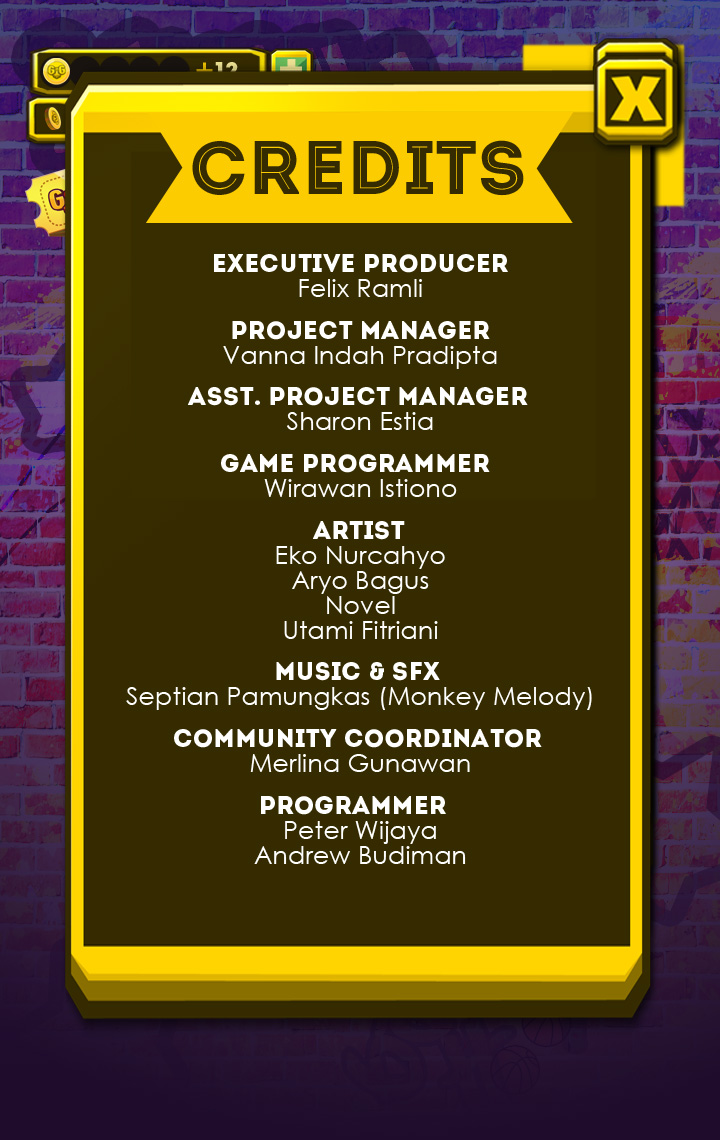 +12
X
CREDITS
EXECUTIVE PRODUCER
Felix Ramli
PROJECT MANAGER
Vanna Indah Pradipta
ASST. PROJECT MANAGER
Sharon Estia
GAME PROGRAMMER
Wirawan Istiono
ARTIST
Eko Nurcahyo
Aryo Bagus
Novel
Utami Fitriani
MUSIC & SFX
Septian Pamungkas (Monkey Melody)
COMMUNITY COORDINATOR
Merlina Gunawan
PROGRAMMER
Peter Wijaya
Andrew Budiman